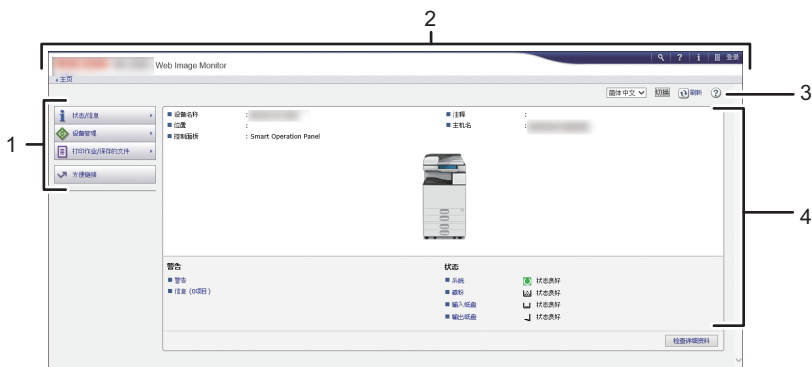 2
Web Image Monitor
? i 登录
主页
简体中文 切换 刷新 ?
3
1
状态/信息
设备管理
打印作业/保存的文件
方便链接
设备名称 :
位置 :
控制面板 : Smart Operation Panel
注释 :
主机名 :
4
警告
警告
信息 (0项目)
状态
系统 状态良好
碳粉 状态良好
输入纸盘 状态良好
输出纸盘 状态良好
检查详细资料